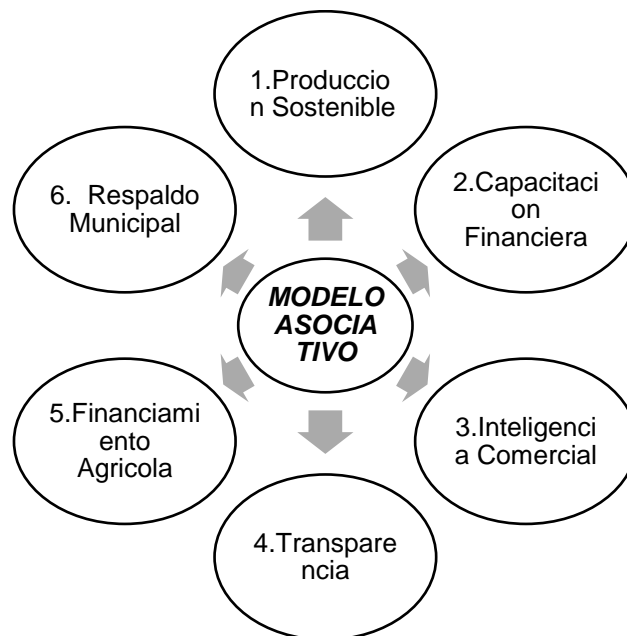 1.Produccio
n Sostenible
2.Capacitaci
on
Financiera
3.Inteligenci
a Comercial
4.Transpare
ncia
5.Financiami
ento
Agricola
6. Respaldo
Municipal
MODELO
ASOCIA
TIVO